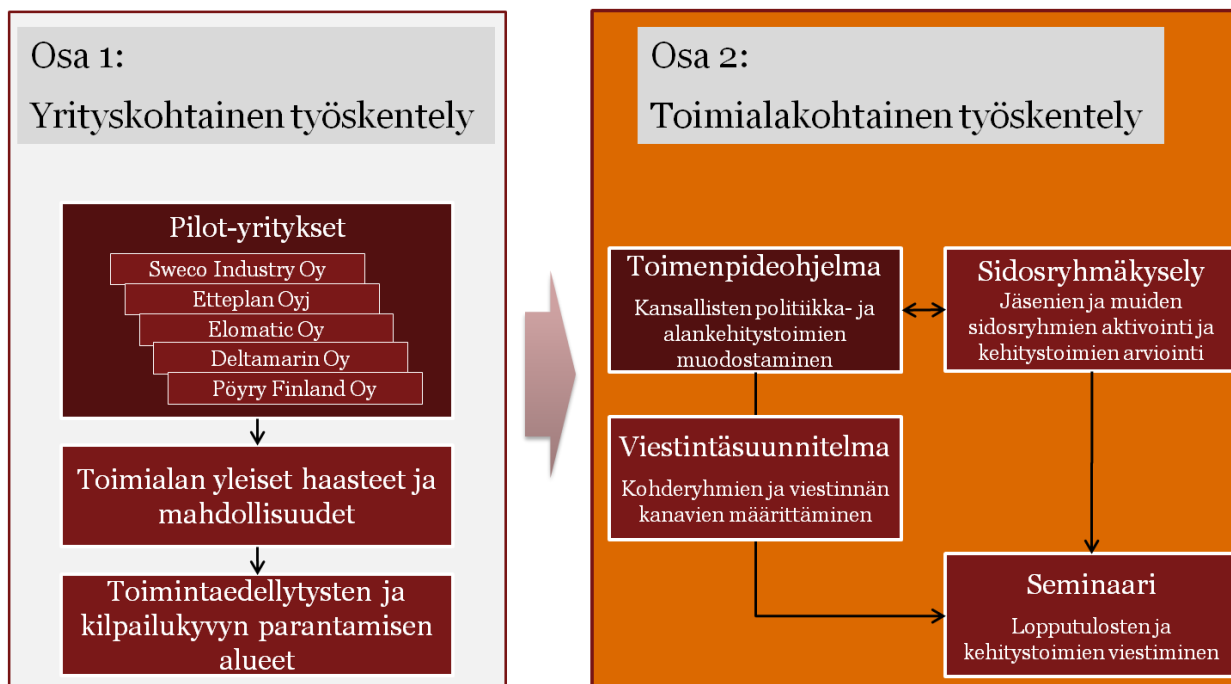 Osa 1:
Yrityskohtainen työskentely
Pilot-yritykset
Sweco Industry Oy
Etteplan Oyj
Elomatic Oy
Deltamarin Oy
Pöyry Finland Oy
Toimialan yleiset haasteet ja
mahdollisuudet
Toimintaedellytysten ja
kilpailukyvyn parantamisen
alueet
Osa 2:
Toimialakohtainen työskentely
Toimenpideohjelma
Kansallisten politiikka- ja
alankehitystoimien
muodostaminen
Sidosryhmäkysely
Jäsenien ja muiden
sidosryhmien aktivointi ja
kehitystoimien arviointi
Viestintäsuunnitelma
Kohderyhmien ja viestinnän
kanavien määrittäminen
Seminaari
Lopputulosten ja
kehitystoimien viestiminen